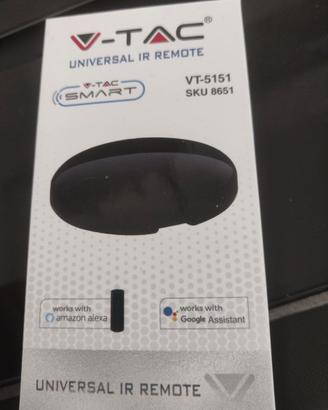 V-TAC®
UNIVERSAL IR REMOTE
V-TAC
SMART
VT-5151
SKU 8651
works with
amazon alexa
works with
Google Assistant
UNIVERSAL IR REMOTE